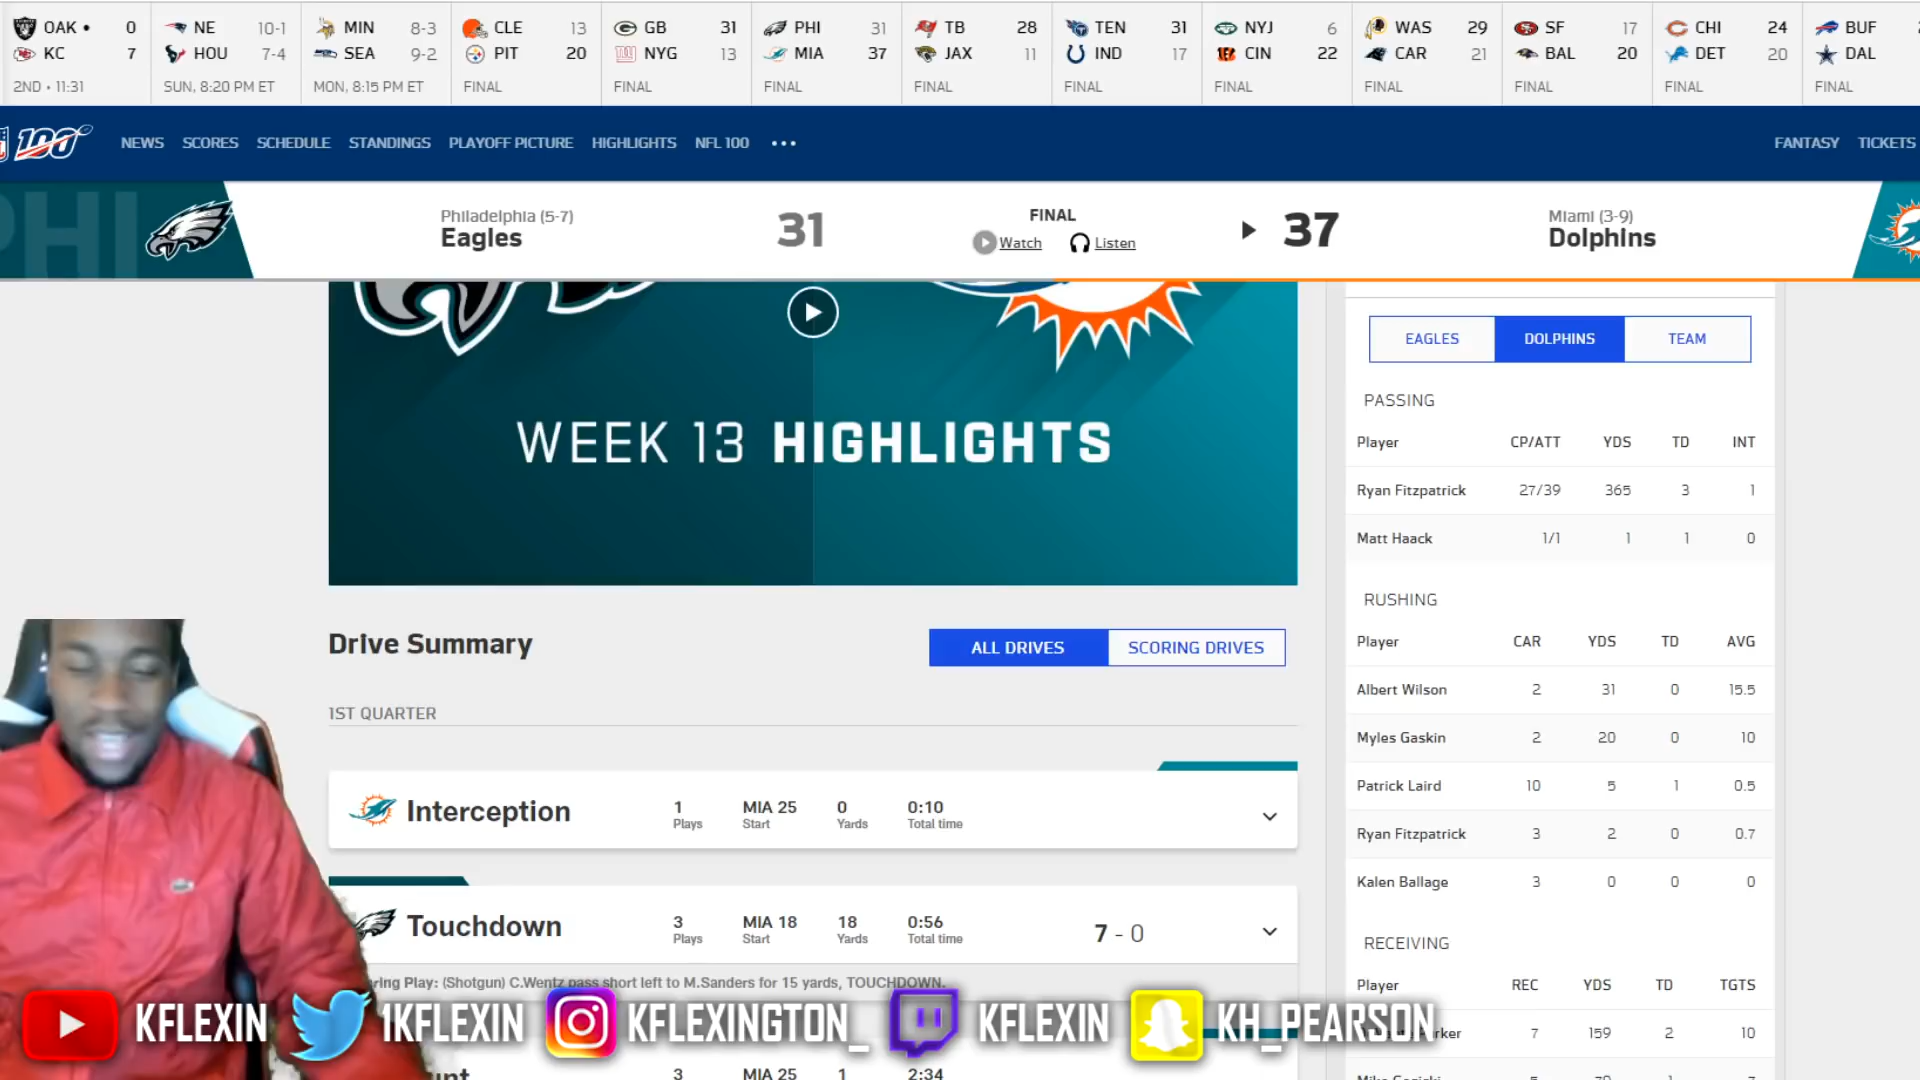 OAK • 0
KC 7
2ND • 11:31
NE 10-1
HOU 7-4
SUN, 8:20 PM ET
MIN 8-3
SEA 9-2
MON, 8:15 PM ET
CLE 13
PIT 20
FINAL
GB 31
NYG 13
FINAL
PHI 31
MIA 37
FINAL
TB 28
JAX 11
FINAL
TEN 31
IND 17
FINAL
NYJ 6
CIN 22
FINAL
WAS 29
CAR 21
FINAL
SF 17
BAL 20
FINAL
CHI 24
DET 20
FINAL
BUF
DAL
FINAL
100 NEWS SCORES SCHEDULE STANDINGS PLAYOFF PICTURE HIGHLIGHTS NFL 100 ••• FANTASY TICKETS
PHI
Philadelphia (5-7)
Eagles
31
FINAL
Watch Listen
37
Miami (3-9)
Dolphins
WEEK 13 HIGHLIGHTS
Drive Summary
ALL DRIVES SCORING DRIVES
1ST QUARTER
Interception 1 MIA 25 0 0:10
Plays Start Yards Total time
Touchdown 3 MIA 18 18 0:56 7 - 0
Plays Start Yards Total time
ring Play: (Shotgun) C.Wentz pass short left to M.Sanders for 15 yards, TOUCHDOWN.
3 MIA 25 1 2:34
EAGLES DOLPHINS TEAM
PASSING
Player CP/ATT YDS TD INT
Ryan Fitzpatrick 27/39 365 3 1
Matt Haack 1/1 1 1 0
RUSHING
Player CAR YDS TD AVG
Albert Wilson 2 31 0 15.5
Myles Gaskin 2 20 0 10
Patrick Laird 10 5 1 0.5
Ryan Fitzpatrick 3 2 0 0.7
Kalen Ballage 3 0 0 0
RECEIVING
Player REC YDS TD TGTS
rker 7 159 2 10
KFLEXIN 1KFLEXIN KFLEXINGTON_ KFLEXIN KH_PEARSON